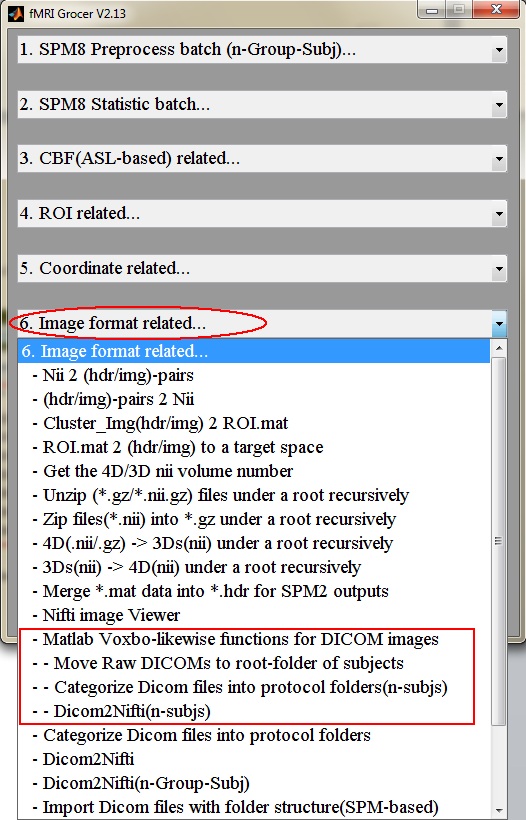 fMRI Grocer V2.13
1. SPM8 Preprocess batch (n-Group-Subj)...
2. SPM8 Statistic batch...
3. CBF(ASL-based) related...
4. ROI related...
5. Coordinate related...
6. Image format related...
6. Image format related...
- Nii 2 (hdr/img)-pairs
- (hdr/img)-pairs 2 Nii
- Cluster_Img(hdr/img) 2 ROI.mat
- ROI.mat 2 (hdr/img) to a target space
- Get the 4D/3D nii volume number
- Unzip (*.gz/*.nii.gz) files under a root recursively
- Zip files(*.nii) into *.gz under a root recursively
- 4D(.nii/.gz) -> 3Ds(nii) under a root recursively
- 3Ds(nii) -> 4D(nii) under a root recursively
- Merge *.mat data into *.hdr for SPM2 outputs
- Nifti image Viewer
- Matlab Voxbo-likewise functions for DICOM images
- - Move Raw DICOMs to root-folder of subjects
- - Categorize Dicom files into protocol folders(n-subjs)
- - Dicom2Nifti(n-subjs)
- Categorize Dicom files into protocol folders
- Dicom2Nifti
- Dicom2Nifti(n-Group-Subj)
- Import Dicom files with folder structure(SPM-based)